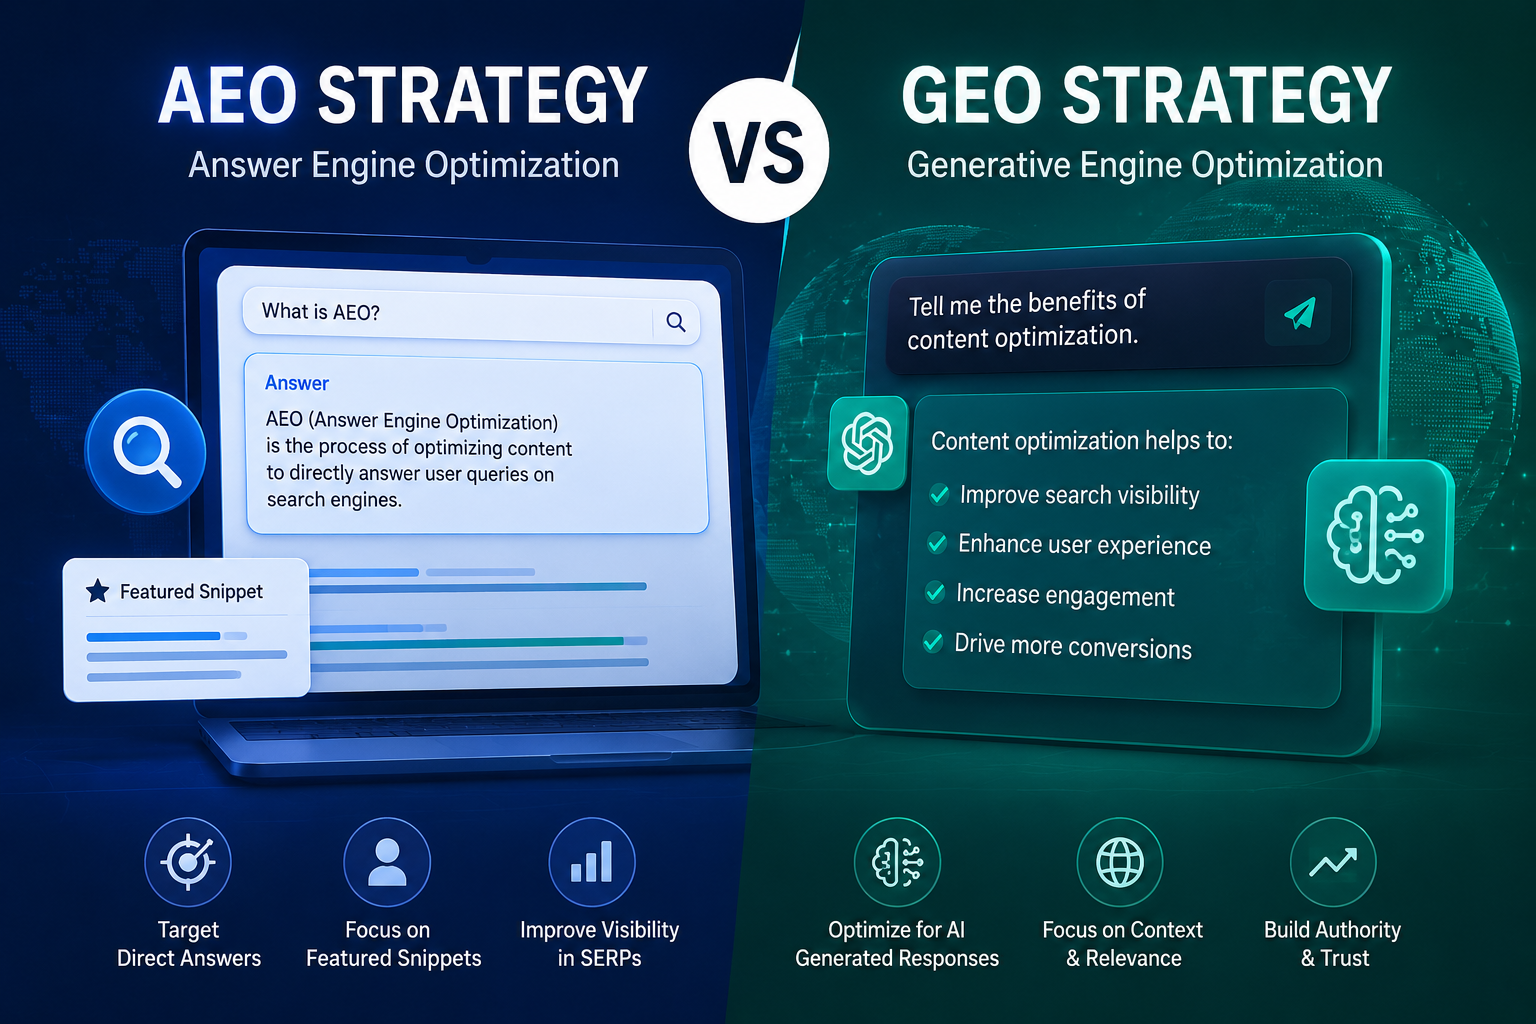 AEO STRATEGY
Answer Engine Optimization
VS
GEO STRATEGY
Generative Engine Optimization
What is AEO?
Answer
AEO (Answer Engine Optimization)
is the process of optimizing content
to directly answer user queries on
search engines.
Featured Snippet
Tell me the benefits of
content optimization.
Content optimization helps to:
Improve search visibility
Enhance user experience
Increase engagement
Drive more conversions
Target
Direct Answers
Focus on
Featured Snippets
Improve Visibility
in SERPs
Optimize for AI
Generated Responses
Focus on Context
& Relevance
Build Authority
& Trust